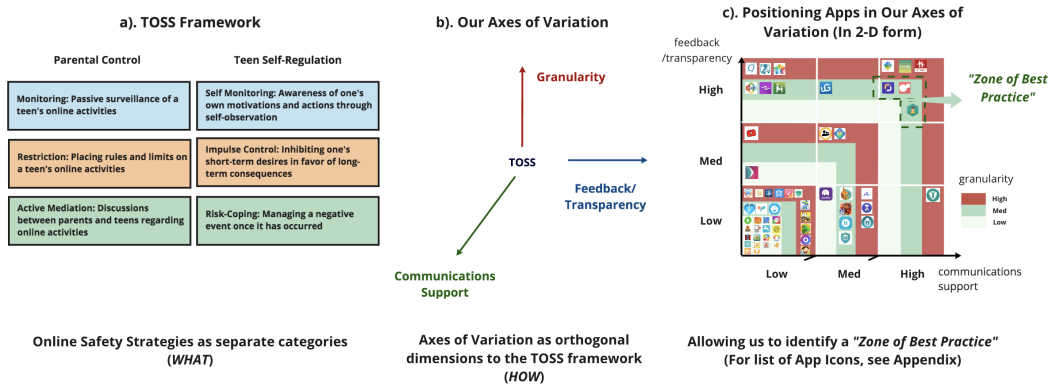 a). TOSS Framework
Parental Control
Teen Self-Regulation
Monitoring: Passive surveillance of a
teen's online activities
Self Monitoring: Awareness of one's
own motivations and actions through
self-observation
Restriction: Placing rules and limits on
a teen's online activities
Impulse Control: Inhibiting one's
short-term desires in favor of long-
term consequences
Active Mediation: Discussions
between parents and teens regarding
online activities
Risk-Coping: Managing a negative
event once it has occurred
Online Safety Strategies as separate categories
(WHAT)
b). Our Axes of Variation
Granularity
TOSS
Feedback/
Transparency
Communications
Support
Axes of Variation as orthogonal
dimensions to the TOSS framework
(HOW)
c). Positioning Apps in Our Axes of
Variation (In 2-D form)
feedback
/transparency
High
Med
Low
Low
Med
High
communications
support
"Zone of Best
Practice"
granularity
High
Med
Low
Allowing us to identify a "Zone of Best Practice"
(For list of App Icons, see Appendix)